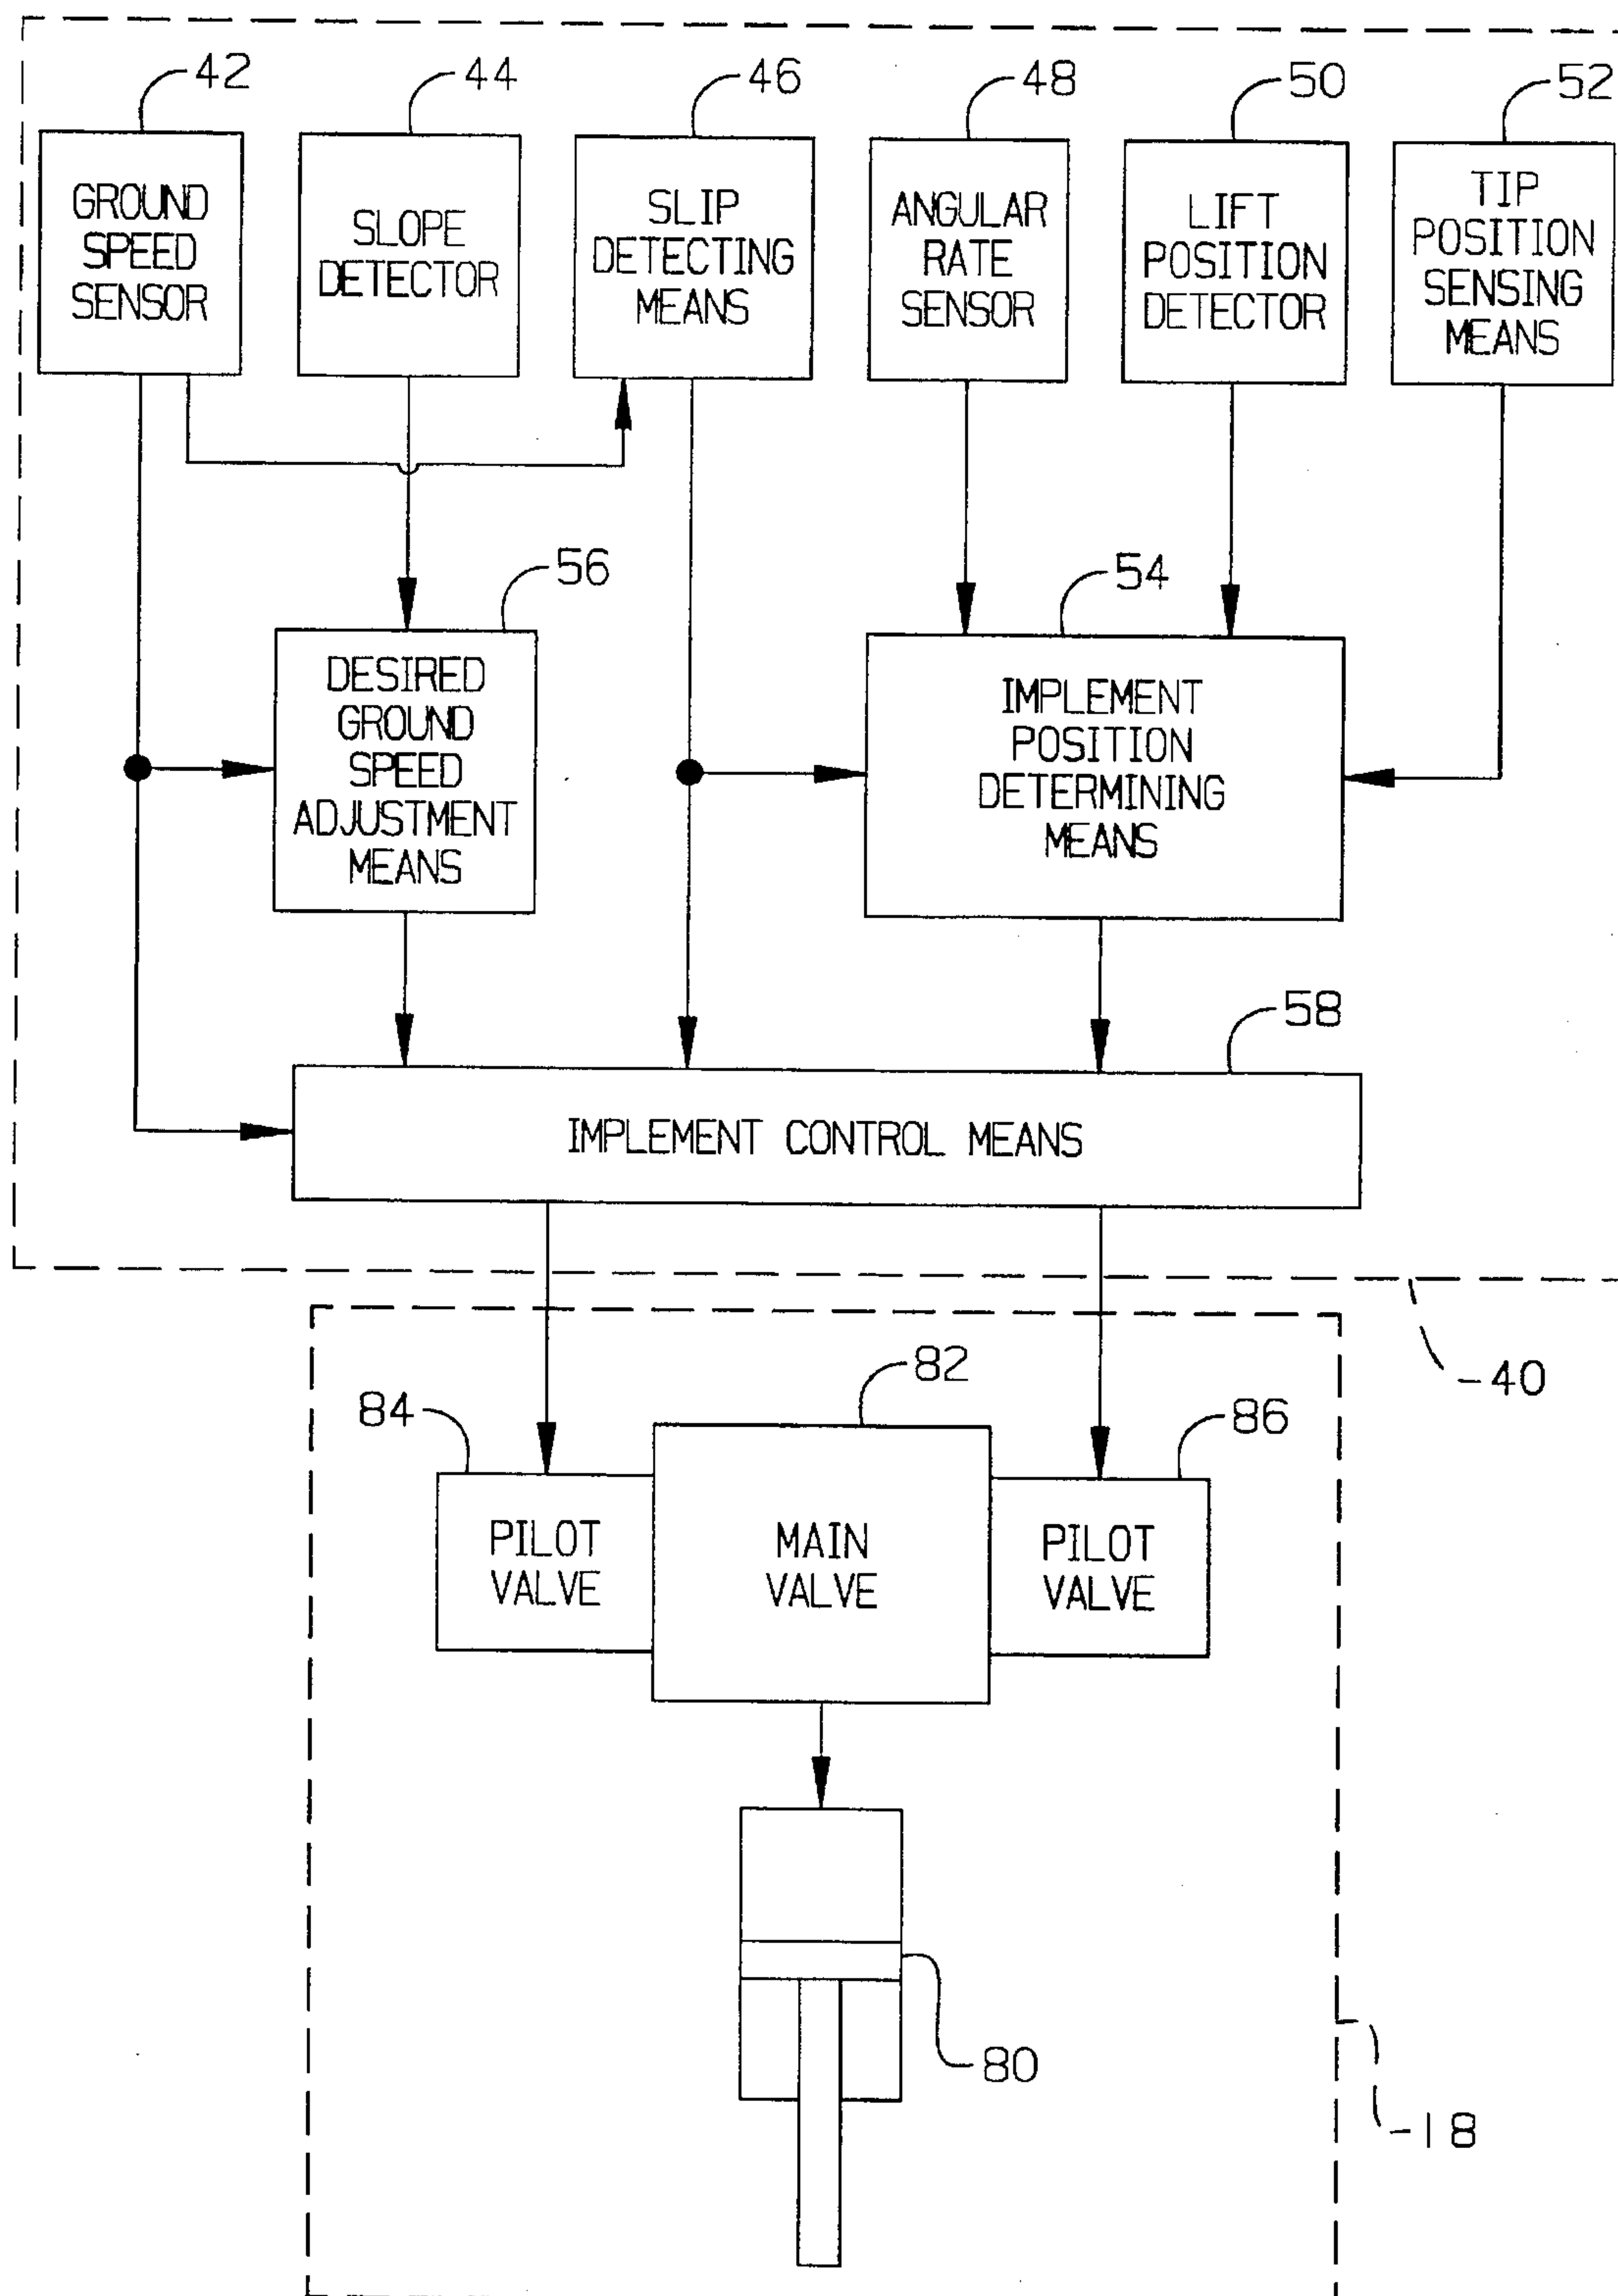 42
44
46
48
50
52
GROUND
SPEED
SENSOR
SLOPE
DETECTOR
SLIP
DETECTING
MEANS
ANGULAR
RATE
SENSOR
LIFT
POSITION
DETECTOR
TIP
POSITION
SENSING
MEANS
56
54
DESIRED
GROUND
SPEED
ADJUSTMENT
MEANS
IMPLEMENT
POSITION
DETERMINING
MEANS
58
IMPLEMENT CONTROL MEANS
40
82
84
86
PILOT
VALVE
MAIN
VALVE
PILOT
VALVE
80
18